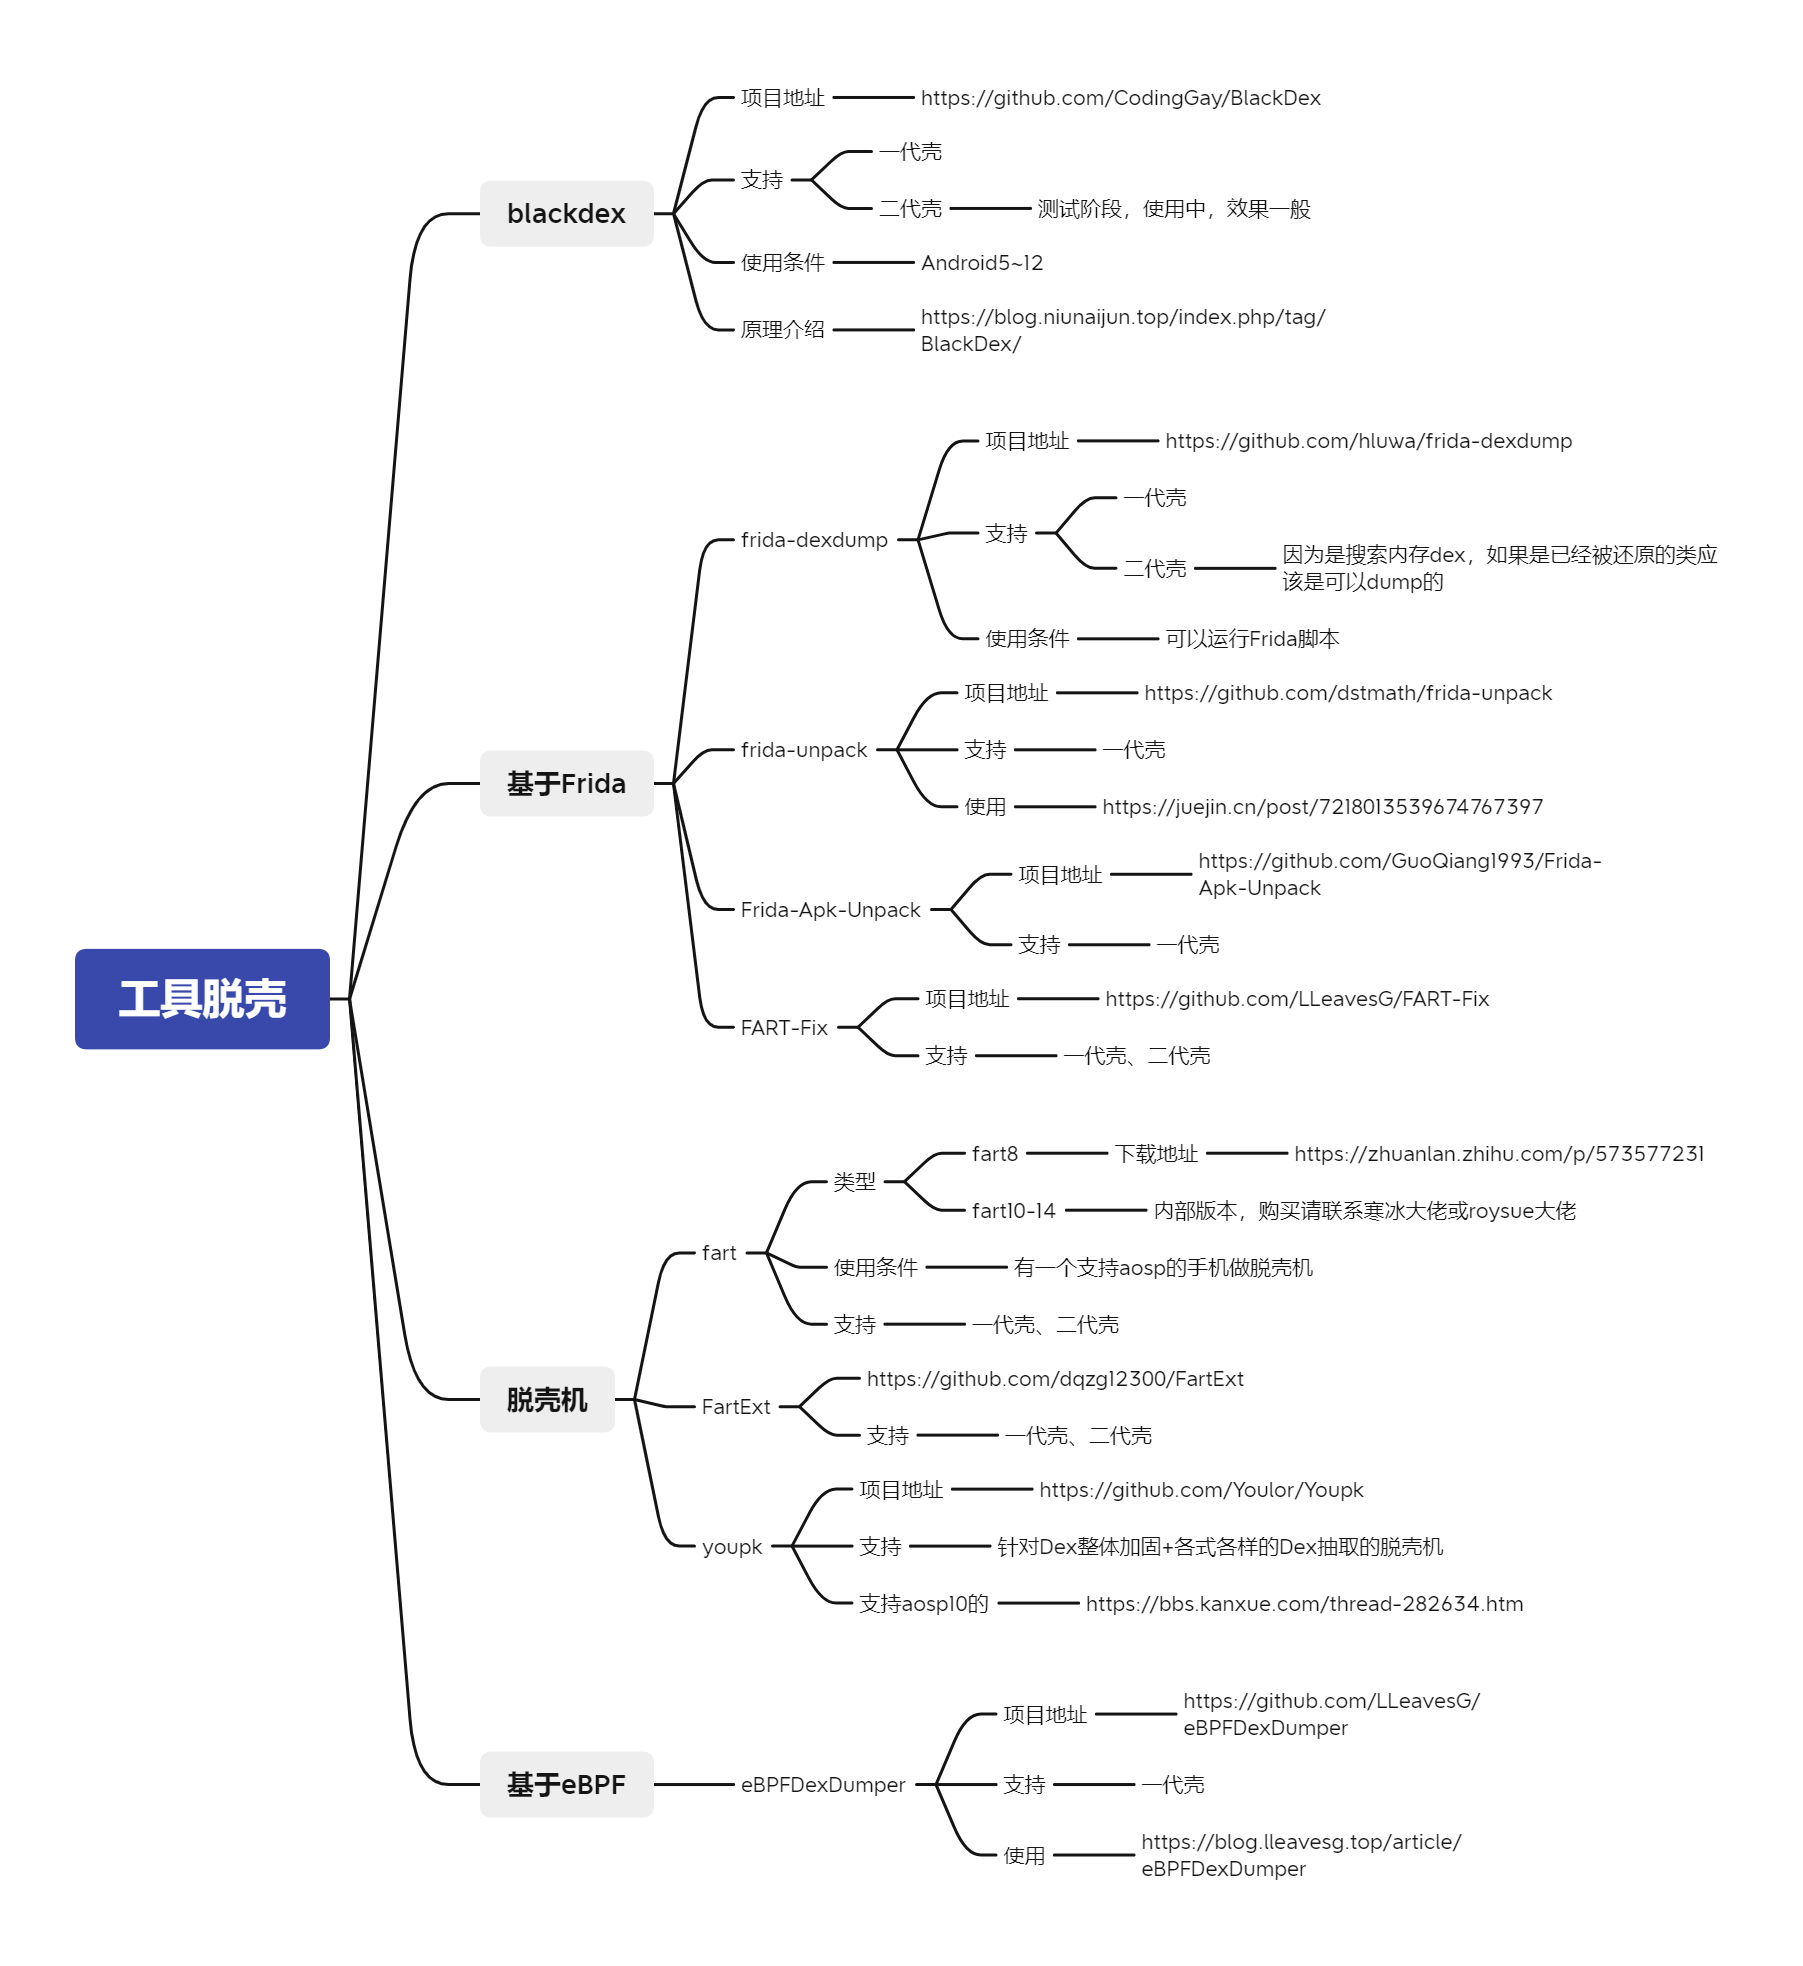 工具脱壳
blackdex
项目地址
https://github.com/CodingGay/BlackDex
支持
一代壳
二代壳
测试阶段，使用中，效果一般
使用条件
Android5~12
原理介绍
https://blog.niunaijun.top/index.php/tag/
BlackDex/
基于Frida
frida-dexdump
项目地址
https://github.com/hluwa/frida-dexdump
支持
一代壳
二代壳
因为是搜索内存dex，如果是已经被还原的类应
该是可以dump的
使用条件
可以运行Frida脚本
frida-unpack
项目地址
https://github.com/dstmath/frida-unpack
支持
一代壳
使用
https://juejin.cn/post/7218013539674767397
Frida-Apk-Unpack
项目地址
https://github.com/GuoQiang1993/Frida-
Apk-Unpack
支持
一代壳
FART-Fix
项目地址
https://github.com/LLeavesG/FART-Fix
支持
一代壳、二代壳
脱壳机
fart
类型
fart8
下载地址
https://zhuanlan.zhihu.com/p/573577231
fart10-14
内部版本，购买请联系寒冰大佬或roysue大佬
使用条件
有一个支持aosp的手机做脱壳机
支持
一代壳、二代壳
FartExt
https://github.com/dqzg12300/FartExt
支持
一代壳、二代壳
youpk
项目地址
https://github.com/Youlor/Youpk
支持
针对Dex整体加固+各式各样的Dex抽取的脱壳机
支持aosp10的
https://bbs.kanxue.com/thread-282634.htm
基于eBPF
eBPFDexDumper
项目地址
https://github.com/LLeavesG/
eBPFDexDumper
支持
一代壳
使用
https://blog.lleavesg.top/article/
eBPFDexDumper